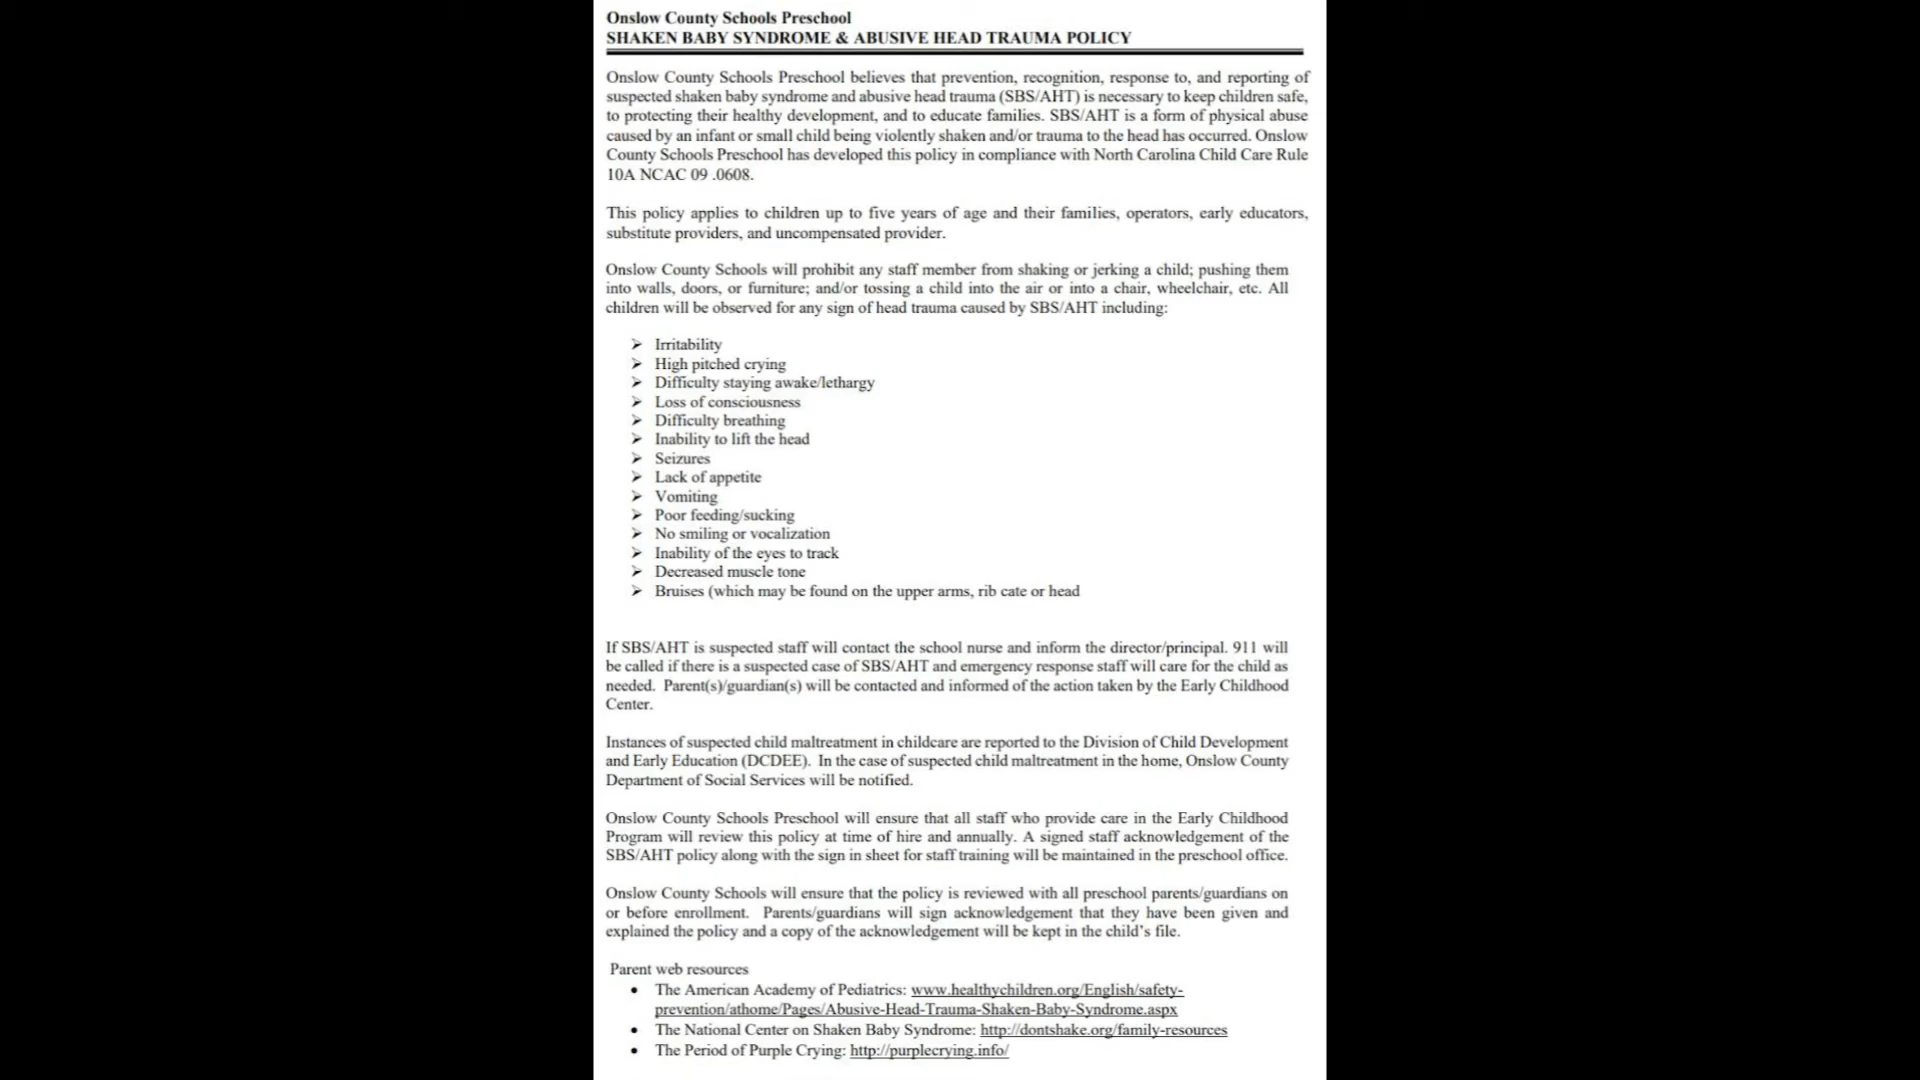 Onslow County Schools Preschool
SHAKEN BABY SYNDROME & ABUSIVE HEAD TRAUMA POLICY
Onslow County Schools Preschool believes that prevention, recognition, response to, and reporting of
suspected shaken baby syndrome and abusive head trauma (SBS/AHT) is necessary to keep children safe,
to protecting their healthy development, and to educate families. SBS/AHT is a form of physical abuse
caused by an infant or small child being violently shaken and/or trauma to the head has occurred. Onslow
County Schools Preschool has developed this policy in compliance with North Carolina Child Care Rule
10A NCAC 09 .0608.
This policy applies to children up to five years of age and their families, operators, early educators,
substitute providers, and uncompensated provider.
Onslow County Schools will prohibit any staff member from shaking or jerking a child; pushing them
into walls, doors, or furniture; and/or tossing a child into the air or into a chair, wheelchair, etc. All
children will be observed for any sign of head trauma caused by SBS/AHT including:
➢ Irritability
➢ High pitched crying
➢ Difficulty staying awake/lethargy
➢ Loss of consciousness
➢ Difficulty breathing
➢ Inability to lift the head
➢ Seizures
➢ Lack of appetite
➢ Vomiting
➢ Poor feeding/sucking
➢ No smiling or vocalization
➢ Inability of the eyes to track
➢ Decreased muscle tone
➢ Bruises (which may be found on the upper arms, rib cate or head
If SBS/AHT is suspected staff will contact the school nurse and inform the director/principal. 911 will
be called if there is a suspected case of SBS/AHT and emergency response staff will care for the child as
needed. Parent(s)/guardian(s) will be contacted and informed of the action taken by the Early Childhood
Center.
Instances of suspected child maltreatment in childcare are reported to the Division of Child Development
and Early Education (DCDEE). In the case of suspected child maltreatment in the home, Onslow County
Department of Social Services will be notified.
Onslow County Schools Preschool will ensure that all staff who provide care in the Early Childhood
Program will review this policy at time of hire and annually. A signed staff acknowledgement of the
SBS/AHT policy along with the sign in sheet for staff training will be maintained in the preschool office.
Onslow County Schools will ensure that the policy is reviewed with all preschool parents/guardians on
or before enrollment. Parents/guardians will sign acknowledgement that they have been given and
explained the policy and a copy of the acknowledgement will be kept in the child's file.
Parent web resources
• The American Academy of Pediatrics: www.healthychildren.org/English/safety-
prevention/athome/Pages/Abusive-Head-Trauma-Shaken-Baby-Syndrome.aspx
• The National Center on Shaken Baby Syndrome: http://dontshake.org/family-resources
• The Period of Purple Crying: http://purplecrying.info/